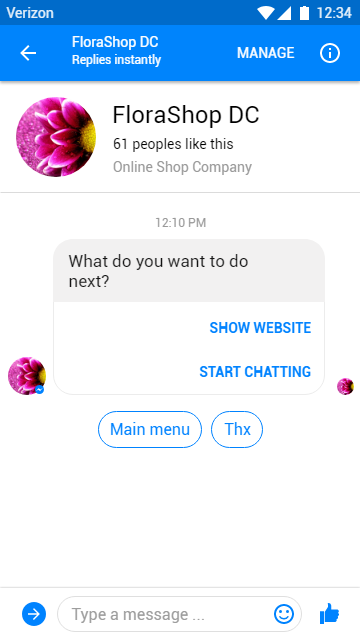 Verizon 12:34
FloraShop DC
Replies instantly
MANAGE
FloraShop DC
61 peoples like this
Online Shop Company
12:10 PM
What do you want to do
next?
SHOW WEBSITE
START CHATTING
Main menu Thx
Type a message ...